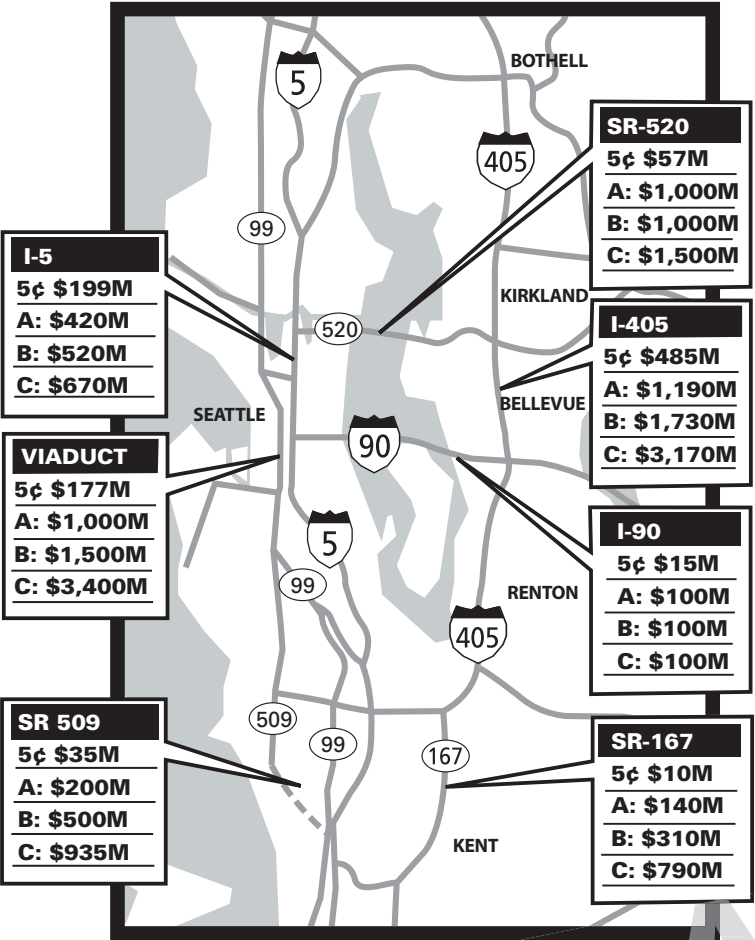 BOTHELL
5
SR-520
5¢ $57M
A: $1,000M
B: $1,000M
C: $1,500M
405
99
I-5
5¢ $199M
A: $420M
B: $520M
C: $670M
KIRKLAND
520
I-405
5¢ $485M
A: $1,190M
B: $1,730M
C: $3,170M
SEATTLE
BELLEVUE
90
VIADUCT
5¢ $177M
A: $1,000M
B: $1,500M
C: $3,400M
5
I-90
5¢ $15M
A: $100M
B: $100M
C: $100M
99
RENTON
405
SR 509
5¢ $35M
A: $200M
B: $500M
C: $935M
509
99
167
SR-167
5¢ $10M
A: $140M
B: $310M
C: $790M
KENT